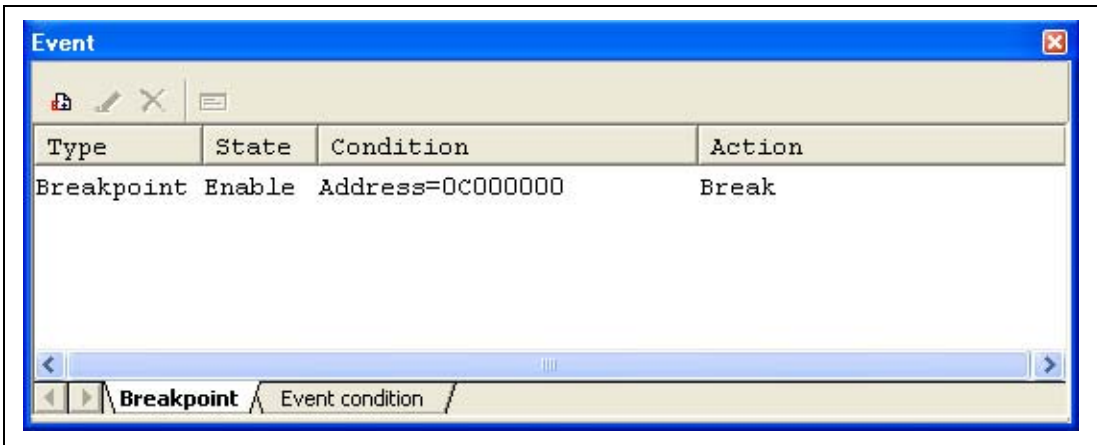 Event
Type State Condition Action
Breakpoint Enable Address=0C000000 Break
Breakpoint Event condition